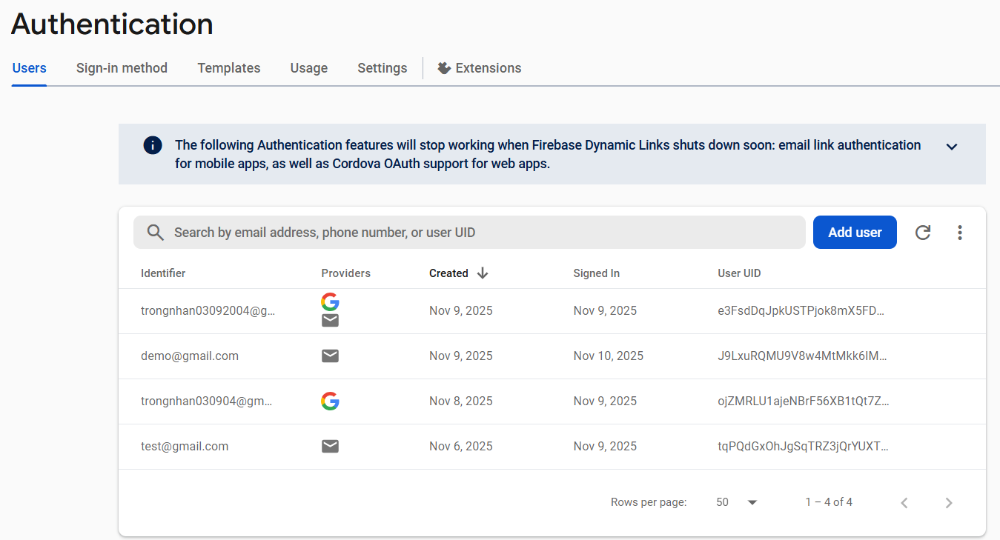 Authentication
Users Sign-in method Templates Usage Settings Extensions
The following Authentication features will stop working when Firebase Dynamic Links shuts down soon: email link authentication
for mobile apps, as well as Cordova OAuth support for web apps.
Search by email address, phone number, or user UID Add user
Identifier Providers Created Signed In User UID
trongnhan03092004@g... Nov 9, 2025 Nov 9, 2025 e3FsdDqJpkUSTPjok8mX5FD...
demo@gmail.com Nov 9, 2025 Nov 10, 2025 J9LxuRQMU9V8w4MtMkk6IM...
trongnhan030904@gm... Nov 8, 2025 Nov 9, 2025 ojZMRLU1ajeNBrF56XB1tQt7Z...
test@gmail.com Nov 6, 2025 Nov 9, 2025 tqPQdGxOhJgSqTRZ3jQrYUXT...
Rows per page: 50 1 – 4 of 4